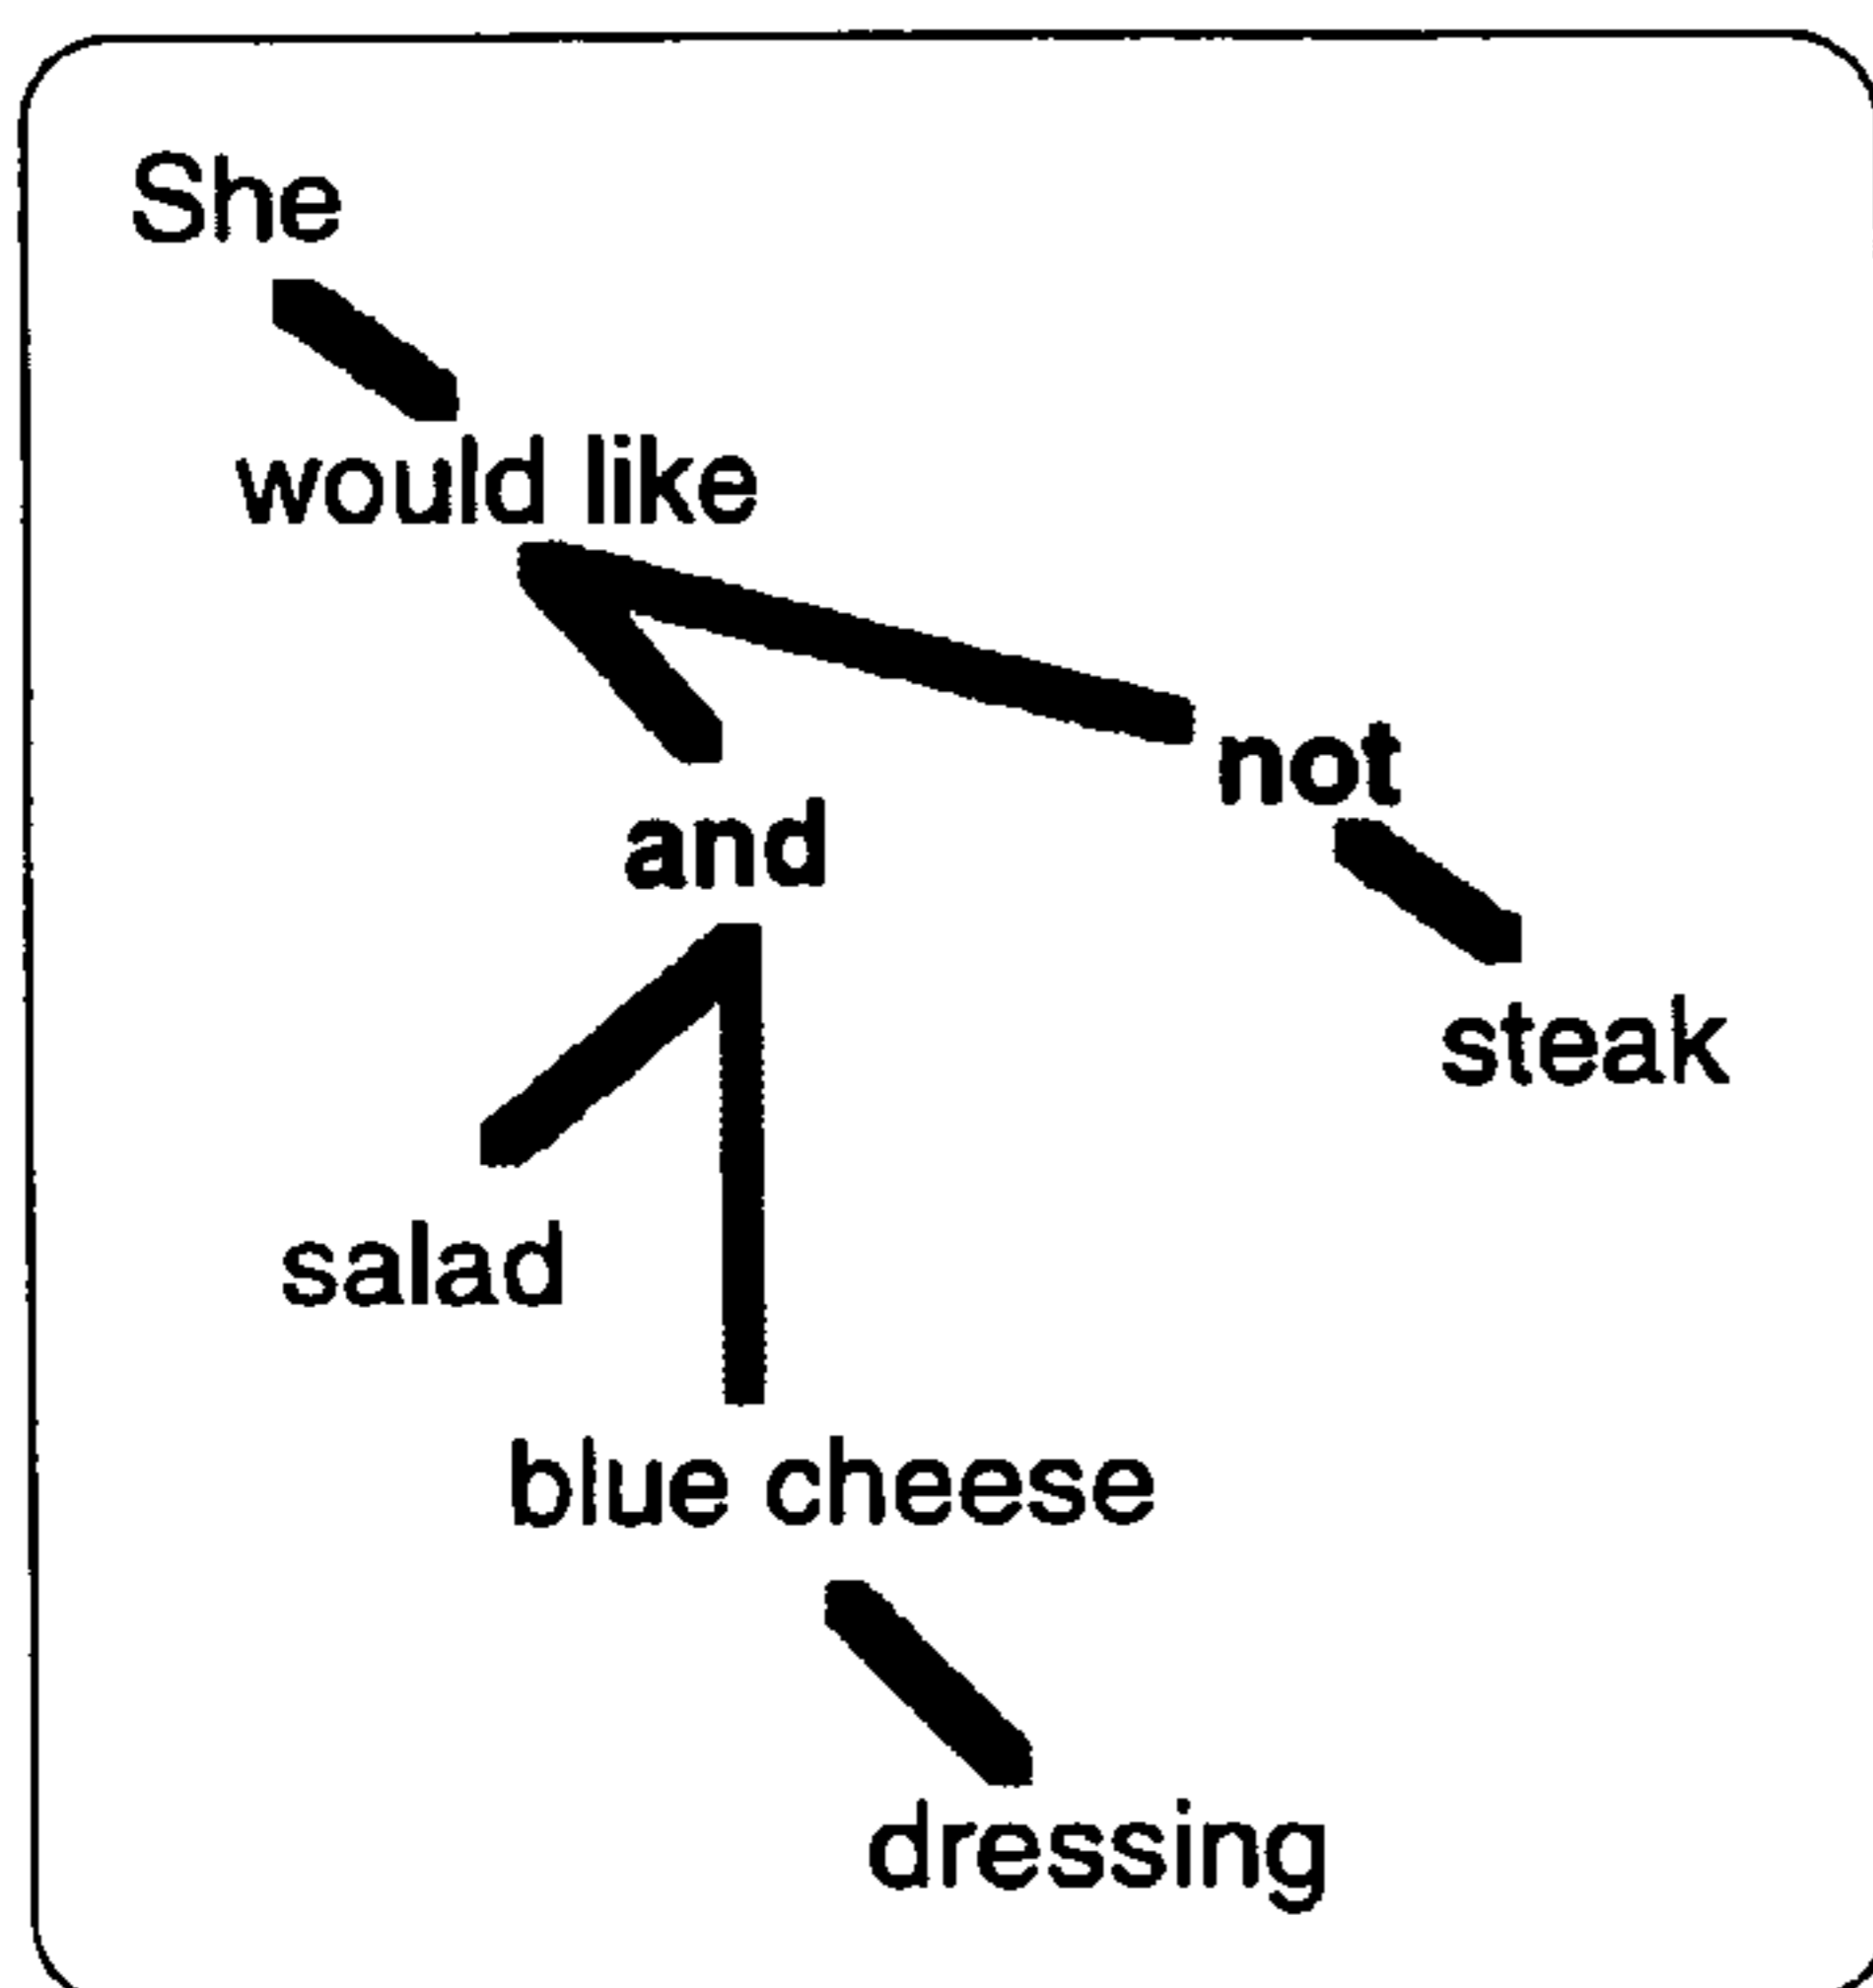 She
would like
not
and
steak
salad
blue cheese
dressing